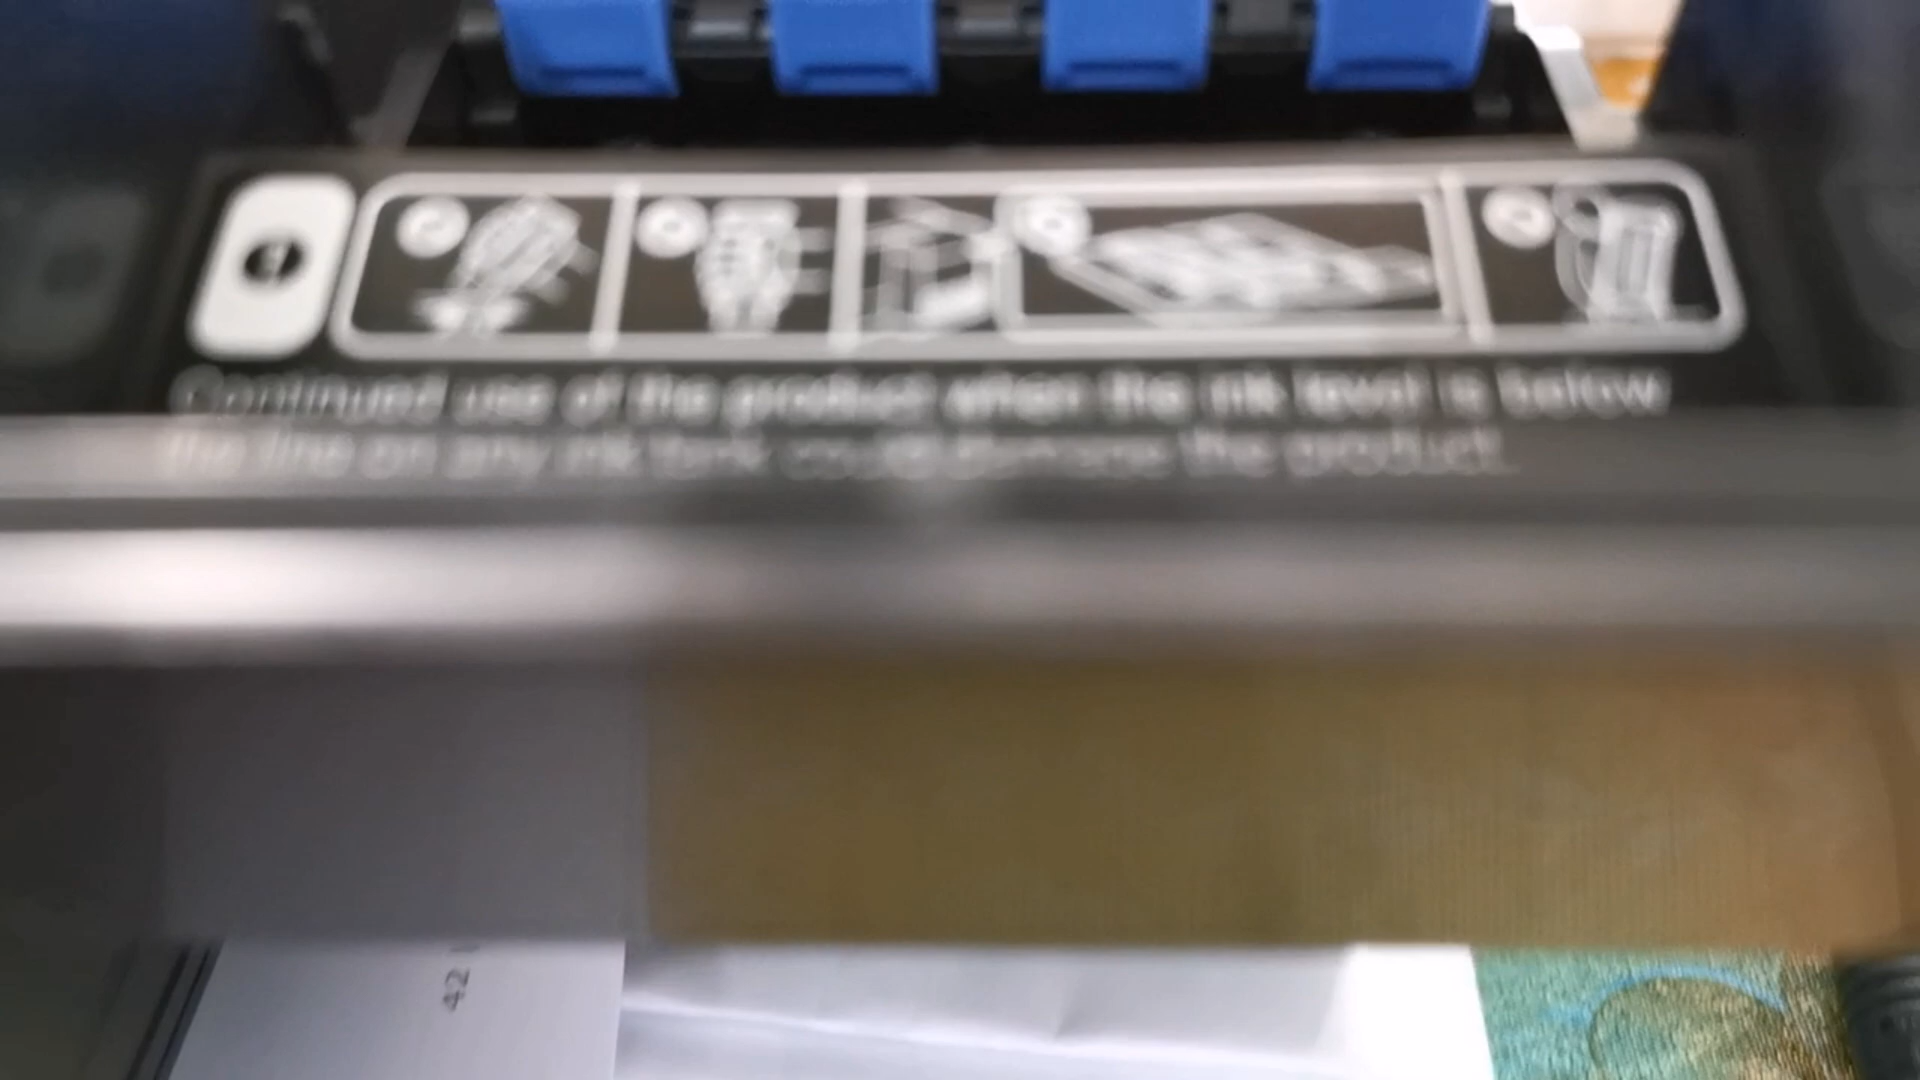 Continued use of the product when the ink level is below
the line on any ink tank could damage the product.
42